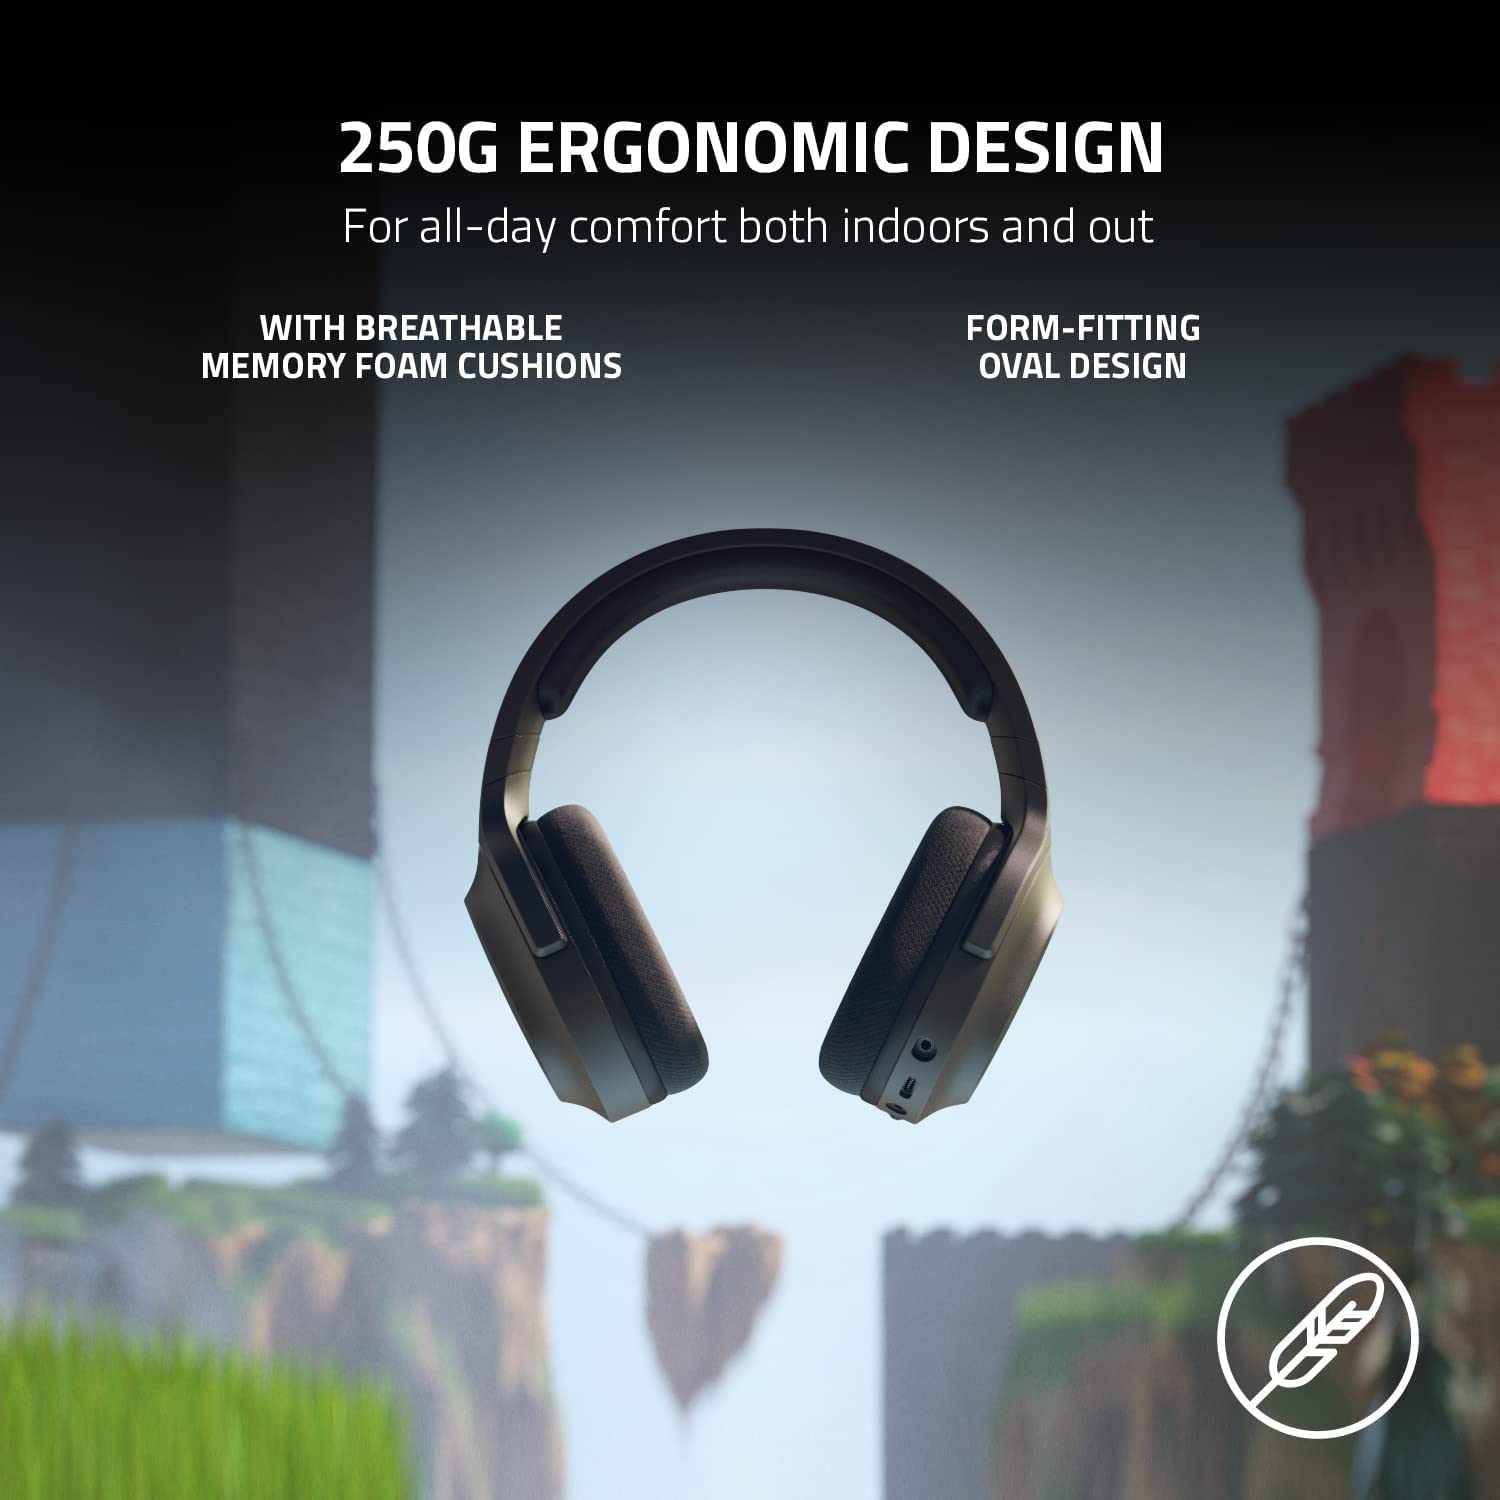 250G ERGONOMIC DESIGN
For all-day comfort both indoors and out
WITH BREATHABLE
MEMORY FOAM CUSHIONS
FORM-FITTING
OVAL DESIGN